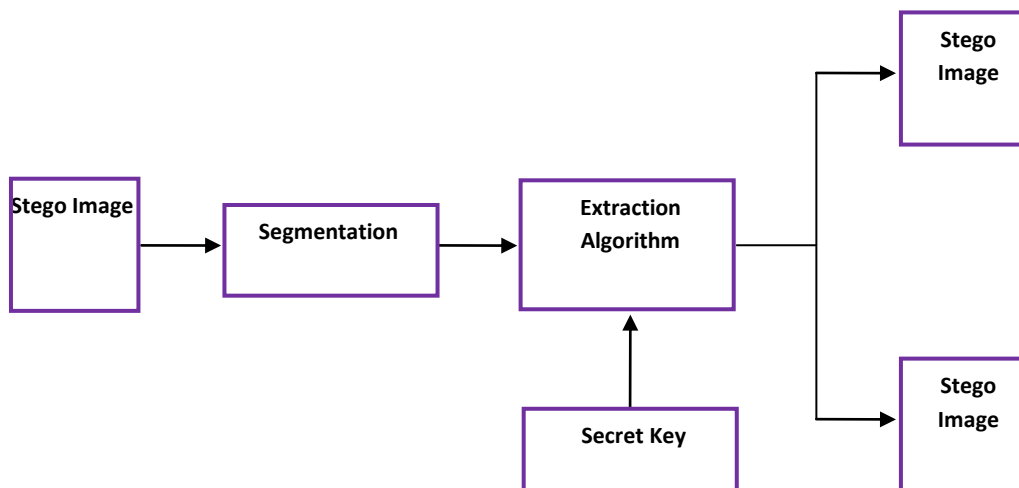 Stego Image
Segmentation
Extraction
Algorithm
Secret Key
Stego
Image
Stego
Image